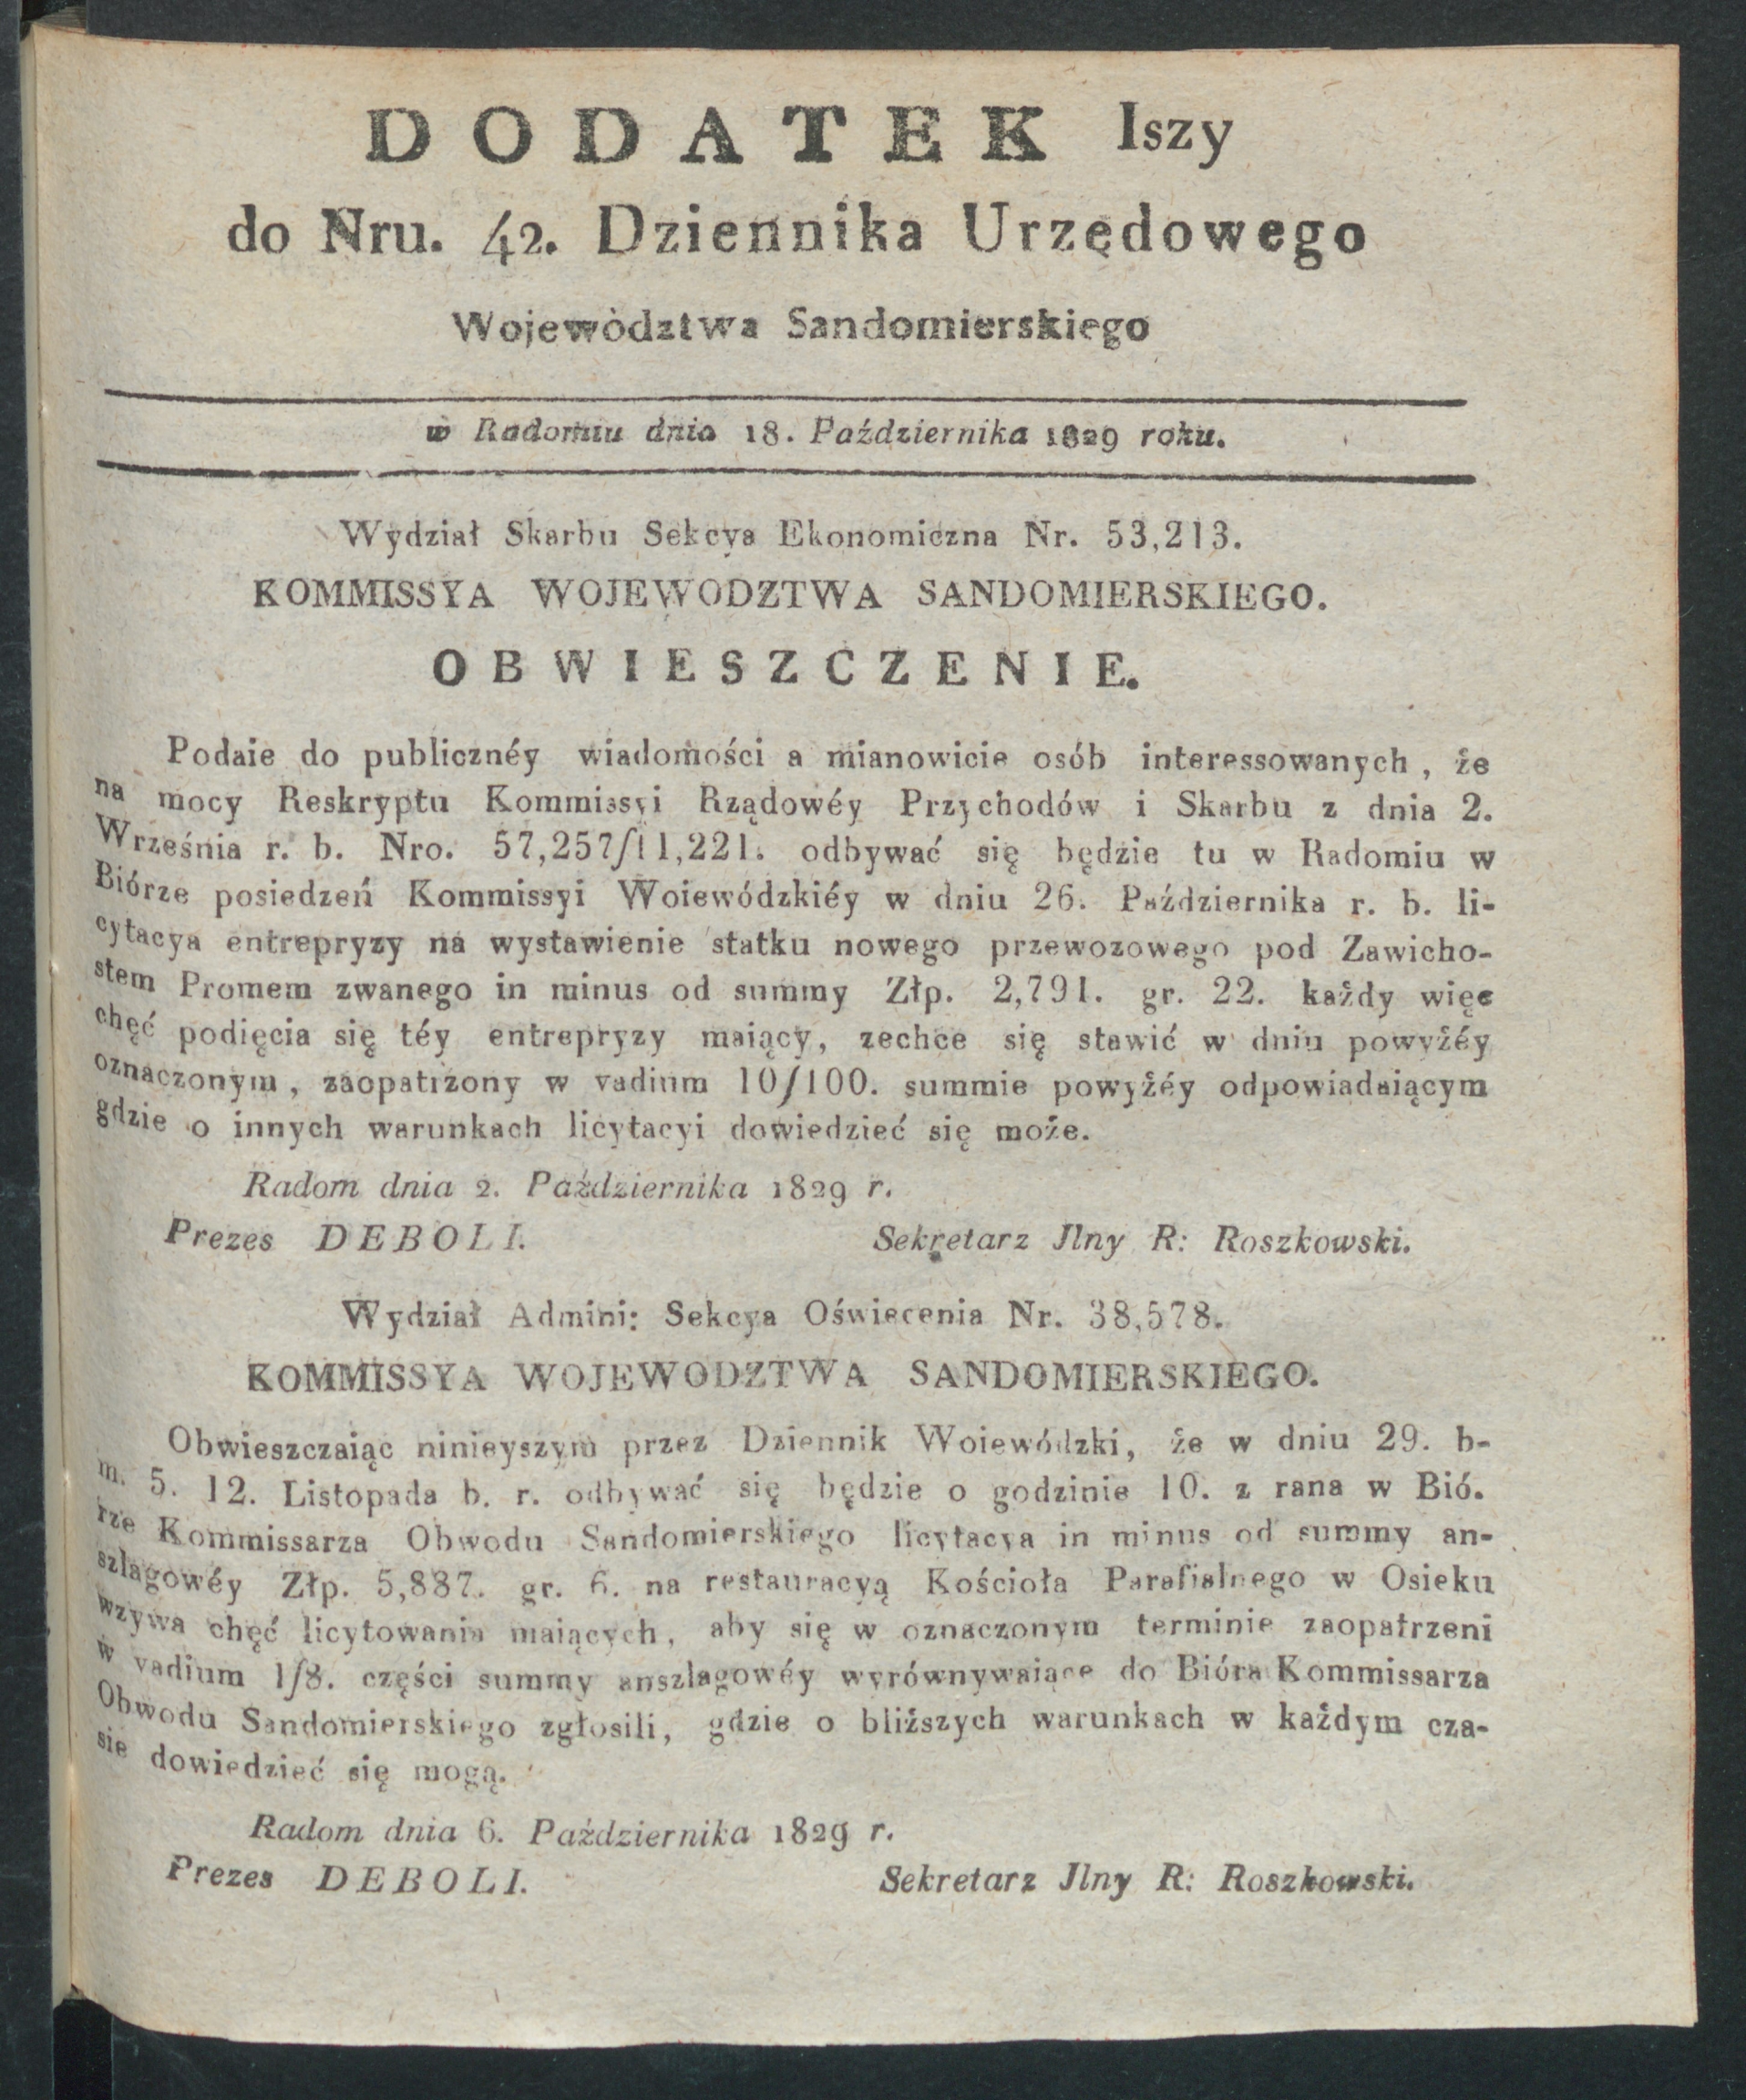 DODATEK Iszy
do Nru. 42. Dziennika Urzędowego
Wojewòdztwa Sandomierskiego
w Radomiu dnia 18. Października 1829 roku.
Wydział Skarbu Sekcya Ekonomiczna Nr. 53,213.
KOMMISSYA WOJEWODZTWA SANDOMIERSKIEGO.
OBWIESZCZENIE.
Podaie do publicznéy wiadomości a mianowicie osób interessowanych, że
na mocy Reskryptu Kommissyi Rządowéy Przychodów i Skarbu z dnia 2.
Września r. b. Nro. 57,257/11,221. odbywać się będzie tu w Radomiu w
Biórze posiedzeń Kommissyi Woiewódzkiéy w dniu 26. Października r. b. li-
cytacya entrepryzy na wystawienie statku nowego przewozowego pod Zawicho-
stem Promem zwanego in minus od summy Złp. 2,791. gr. 22. każdy więc
chęć podięcia się téy entrepryzy maiący, zechce się stawić w dniu powyżéy
oznaczonym, zaopatrzony w vadium 10/100. summie powyżéy odpowiadaiącym
gdzie o innych warunkach licytacyi dowiedzieć się może.
Radom dnia 2. Października 1829 r.
Prezes DEBOLI. Sekretarz Jlny R: Roszkowski.
Wydział Admini: Sekcya Oświecenia Nr. 38,578.
KOMMISSYA WOJEWODZTWA SANDOMIERSKIEGO.
Obwieszczaiąc ninieyszym przez Dziennik Woiewódzki, że w dniu 29. b-
m. 5. 12. Listopada b. r. odbywać się będzie o godzinie 10. z rana w Bió.
rze Kommissarza Obwodu Sandomierskiego licytacya in minus od summy an-
szlagowéy Złp. 5,887. gr. 6. na restauracyą Kościoła Parafialnego w Osieku
wzywa chęć licytowania maiących, aby się w oznaczonym terminie zaopatrzeni
w vadium 1/8. części summy anszlagowéy wyrównywaiące do Bióra Kommissarza
Obwodu Sandomierskiego zgłosili, gdzie o bliższych warunkach w każdym cza-
sie dowiedzieć się mogą.
Radom dnia 6. Października 1829 r.
Prezes DEBOLI. Sekretarz Jlny R: Roszkowski.